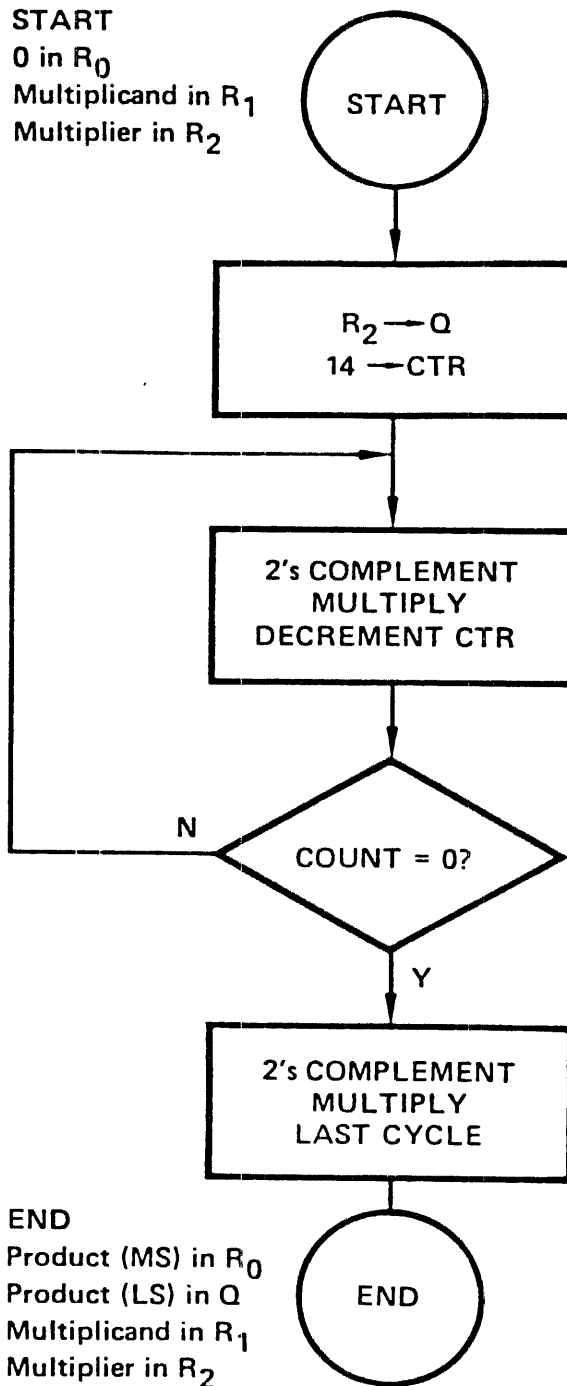 START
0 in R0
Multiplicand in R1
Multiplier in R2
START
R2 → Q
14 → CTR
2's COMPLEMENT
MULTIPLY
DECREMENT CTR
N
COUNT = 0?
Y
2's COMPLEMENT
MULTIPLY
LAST CYCLE
END
Product (MS) in R0
Product (LS) in Q
Multiplicand in R1
Multiplier in R2
END